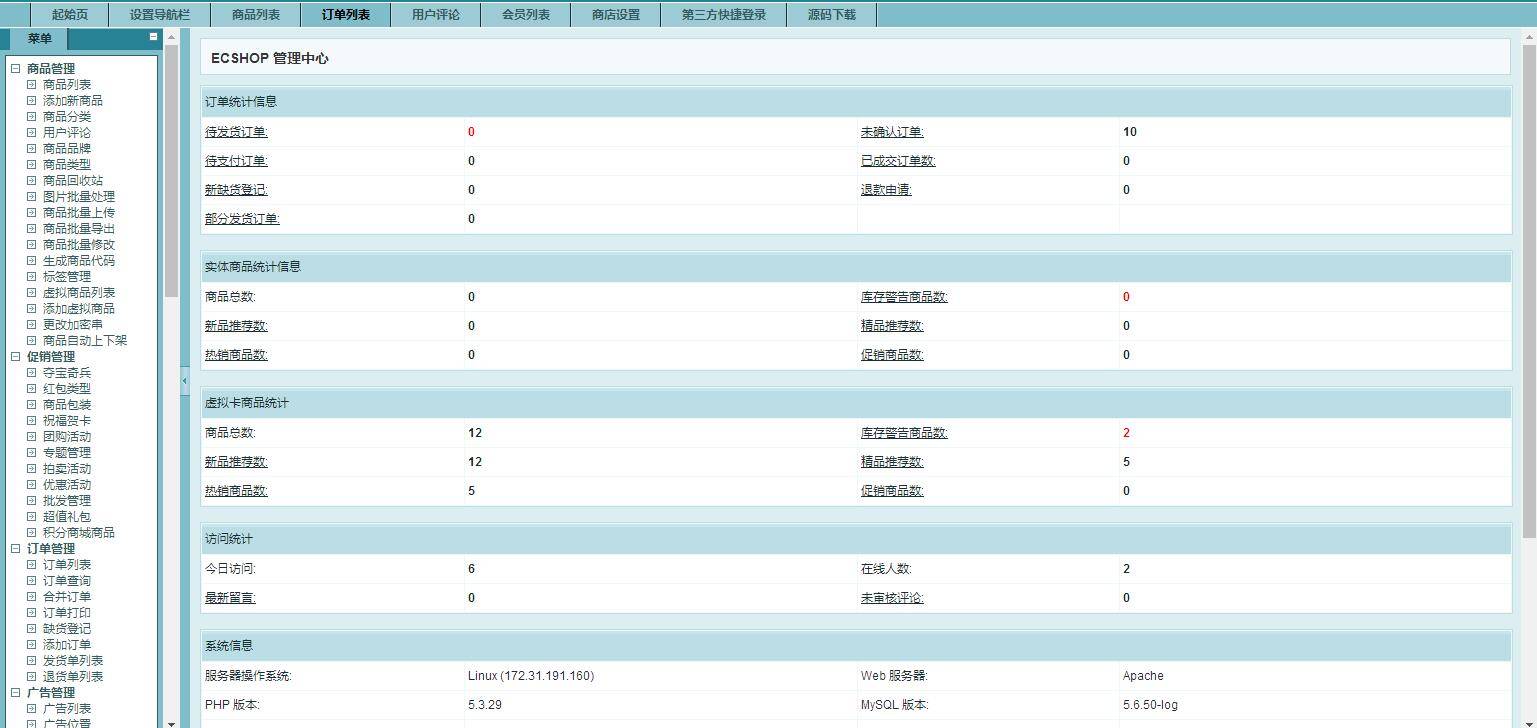 起始页 设置导航栏 商品列表 订单列表 用户评论 会员列表 商店设置 第三方快捷登录 源码下载
菜单
商品管理
商品列表
添加新商品
商品分类
用户评论
商品品牌
商品类型
商品回收站
图片批量处理
商品批量上传
商品批量导出
商品批量修改
生成商品代码
标签管理
虚拟商品列表
添加虚拟商品
更改加密串
商品自动上下架
促销管理
夺宝奇兵
红包类型
商品包装
祝福贺卡
团购活动
专题管理
拍卖活动
优惠活动
批发管理
超值礼包
积分商城商品
订单管理
订单列表
订单查询
合并订单
订单打印
缺货登记
添加订单
发货单列表
退货单列表
广告管理
广告列表
广告位置
ECSHOP 管理中心
订单统计信息
待发货订单: 0 未确认订单: 10
待支付订单: 0 已成交订单数: 0
新缺货登记: 0 退款申请: 0
部分发货订单: 0
实体商品统计信息
商品总数: 0 库存警告商品数: 0
新品推荐数: 0 精品推荐数: 0
热销商品数: 0 促销商品数: 0
虚拟卡商品统计
商品总数: 12 库存警告商品数: 2
新品推荐数: 12 精品推荐数: 5
热销商品数: 5 促销商品数: 0
访问统计
今日访问: 6 在线人数: 2
最新留言: 0 未审核评论: 0
系统信息
服务器操作系统: Linux (172.31.191.160) Web 服务器: Apache
PHP 版本: 5.3.29 MySQL 版本: 5.6.50-log